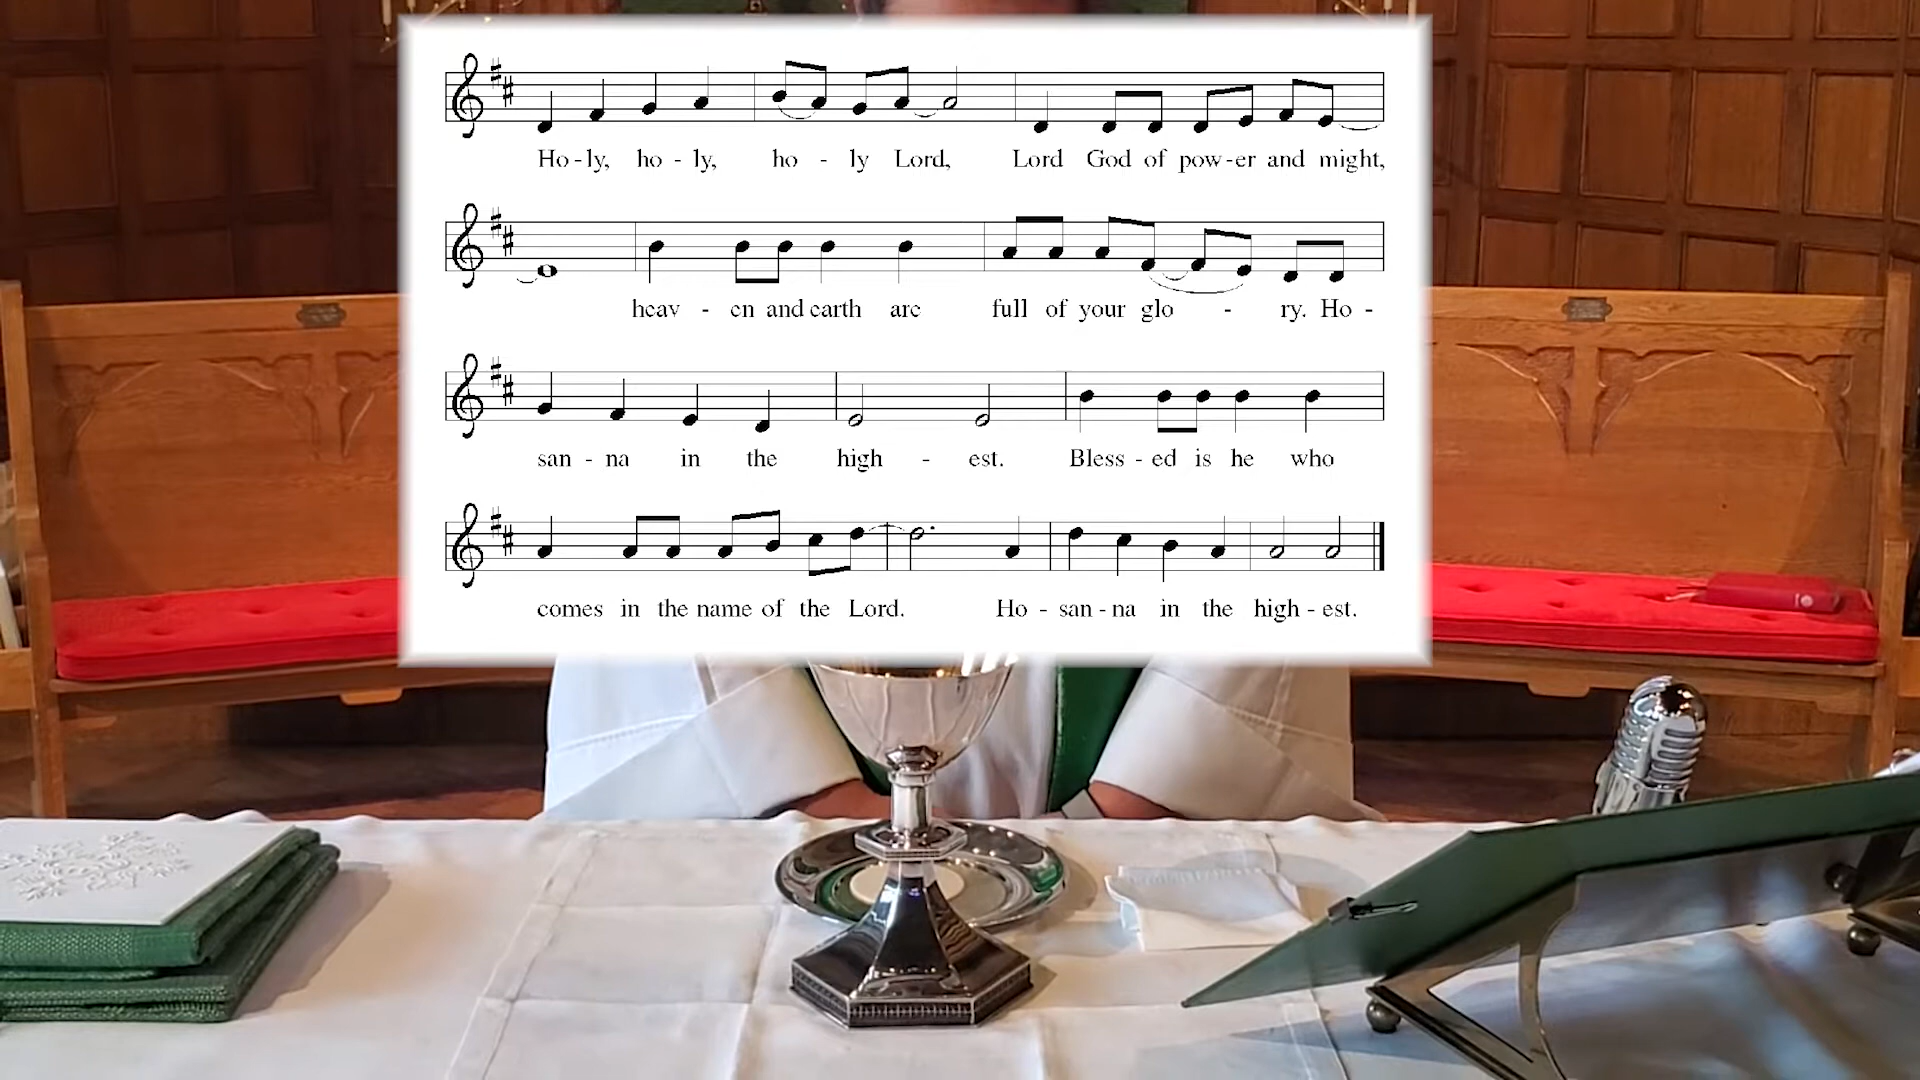 Ho - ly, ho - ly, ho - ly Lord, Lord God of pow - er and might,
heav - en and earth are full of your glo - ry. Ho -
san - na in the high - est. Bless - ed is he who
comes in the name of the Lord. Ho - san - na in the high - est.